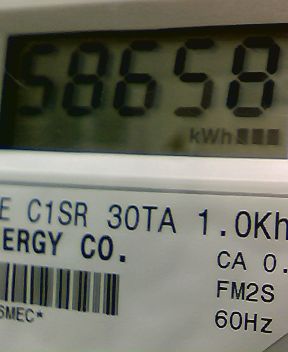 58658
kWh
E C1SR 30TA 1.0Kh
ERGY CO.
CA 0.
FM2S
60Hz
SMEC*